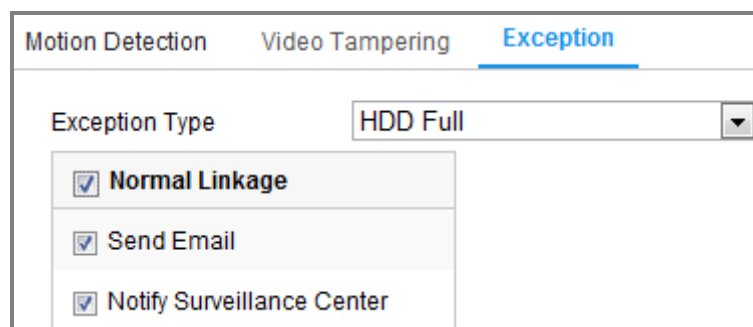 Motion Detection Video Tampering Exception
Exception Type HDD Full
Normal Linkage
Send Email
Notify Surveillance Center